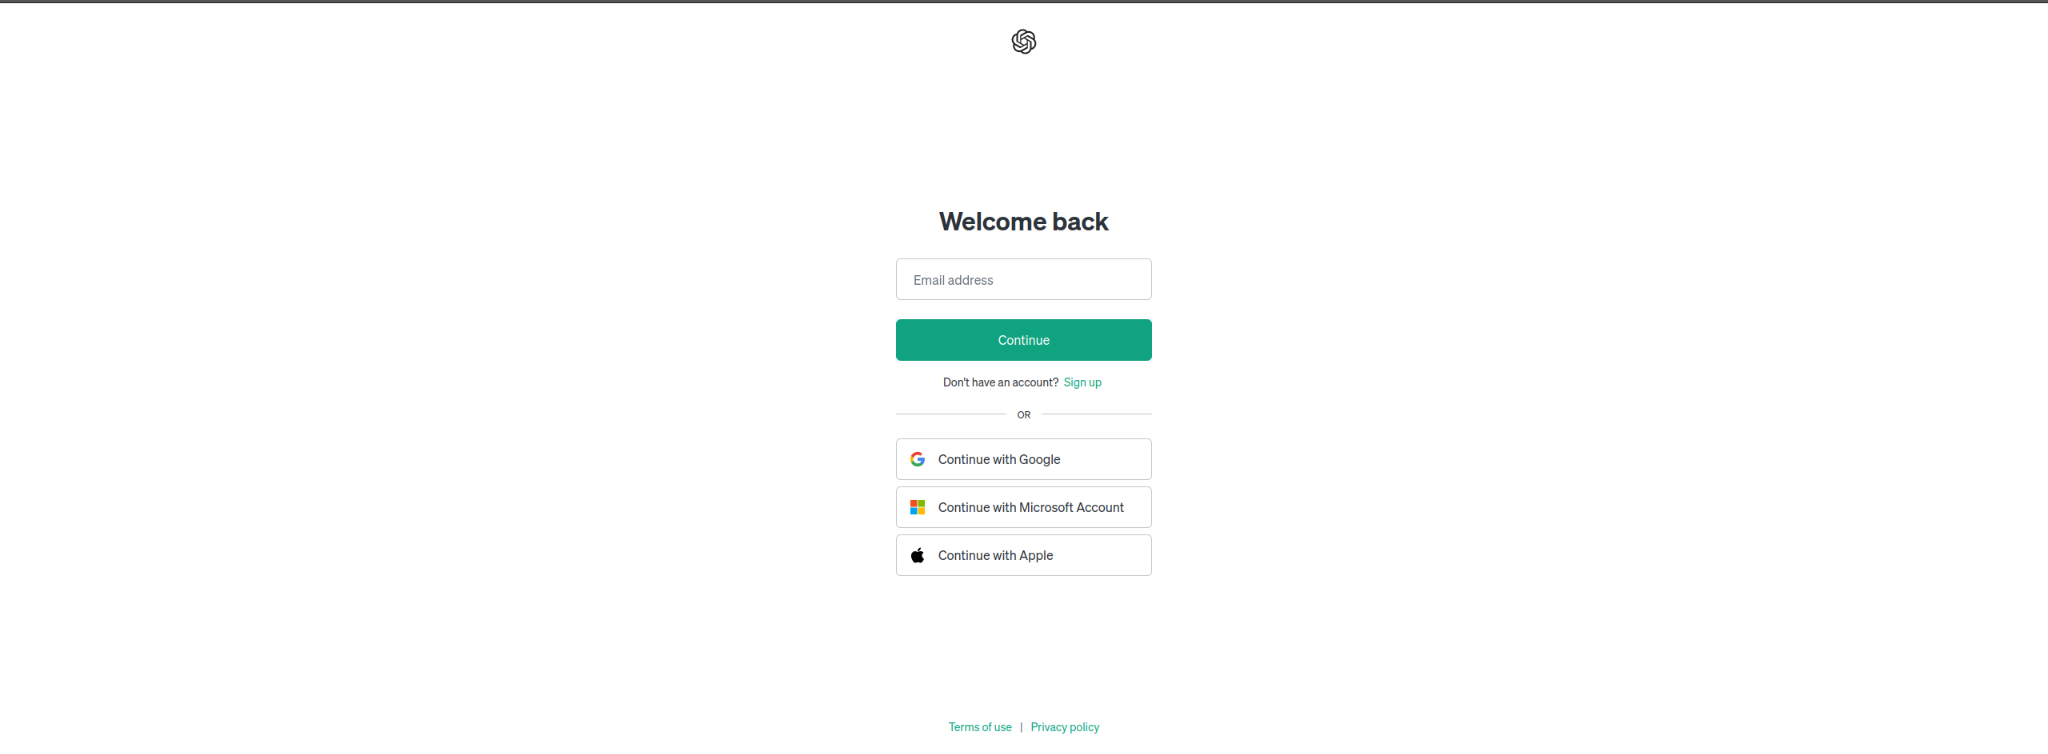 Welcome back
Email address
Continue
Don't have an account? Sign up
OR
Continue with Google
Continue with Microsoft Account
Continue with Apple
Terms of use | Privacy policy